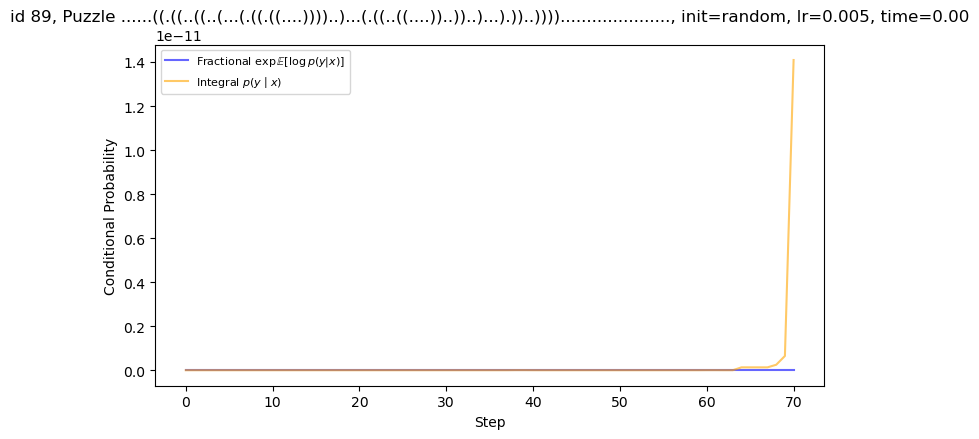 id 89, Puzzle ......((.((..((..(...(.((.((....))))..)...(.((..((....))..))..)...).))..))))....................., init=random, lr=0.005, time=0.00
1e−11
Fractional exp𝔼[log p(y|x)]
Integral p(y | x)
1.4
1.2
1.0
0.8
0.6
0.4
0.2
0.0
Conditional Probability
0 10 20 30 40 50 60 70
Step